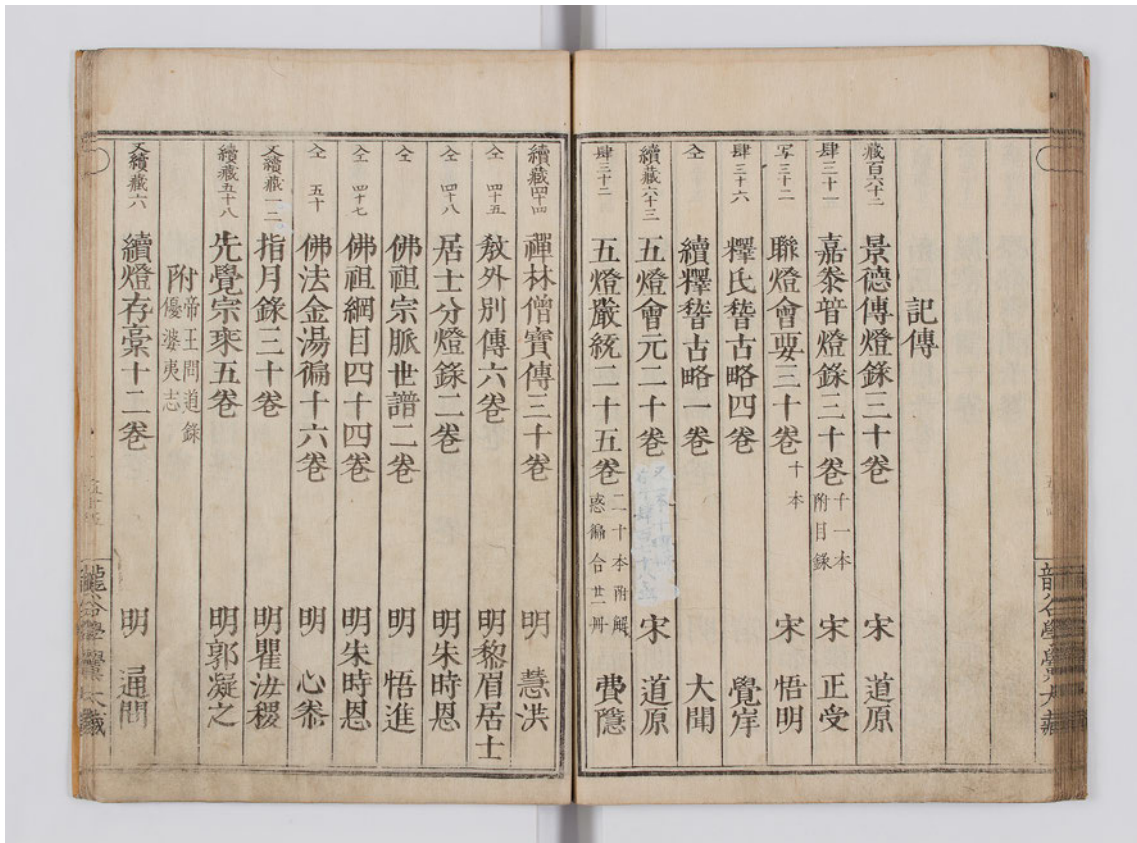 記傳
藏百六十二 景德傳燈錄三十卷 宋 道原
肆三十一 嘉泰普燈錄三十卷 十一本 附目錄 宋 正受
写三十二 聯燈會要三十卷 十本 宋 悟明
肆三十六 釋氏稽古略四卷 覺岸
仝 續釋稽古略一卷 大聞
續藏六十三 五燈會元二十卷 宋 道原
肆三十二 五燈嚴統二十五卷 二十本附解 惑編合廿一冊 費隱
續藏四十四 禪林僧寶傳三十卷 明 慧洪
仝 四十五 敎外別傳六卷 明黎眉居士
仝 四十八 居士分燈錄二卷 明朱時恩
仝 佛祖宗脈世譜二卷 明 悟進
仝 四十七 佛祖綱目四十四卷 明朱時恩
仝 五十 佛法金湯徧十六卷 明 心泰
又續藏一二 指月錄三十卷 明瞿汝稷
續藏五十八 先覺宗乘五卷 明郭凝之
附 帝王問道錄 優婆夷志
又續藏六 續燈存稾十二卷 明 通問